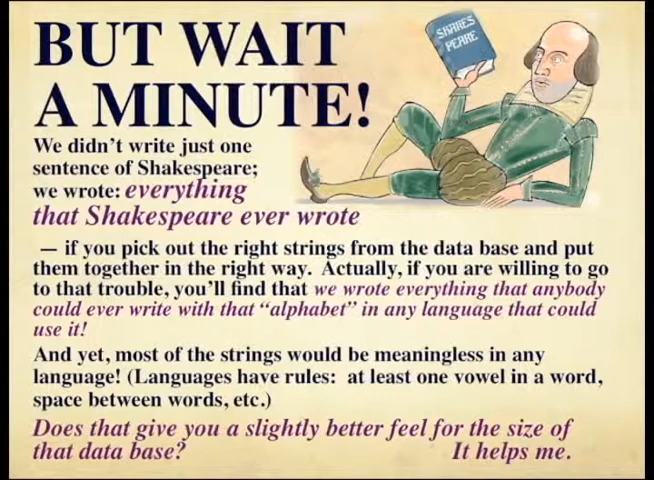 BUT WAIT
A MINUTE!
SHAKES
PEARE
We didn't write just one
sentence of Shakespeare;
we wrote: everything
that Shakespeare ever wrote
— if you pick out the right strings from the data base and put
them together in the right way. Actually, if you are willing to go
to that trouble, you'll find that we wrote everything that anybody
could ever write with that “alphabet” in any language that could
use it!
And yet, most of the strings would be meaningless in any
language! (Languages have rules: at least one vowel in a word,
space between words, etc.)
Does that give you a slightly better feel for the size of
that data base? It helps me.